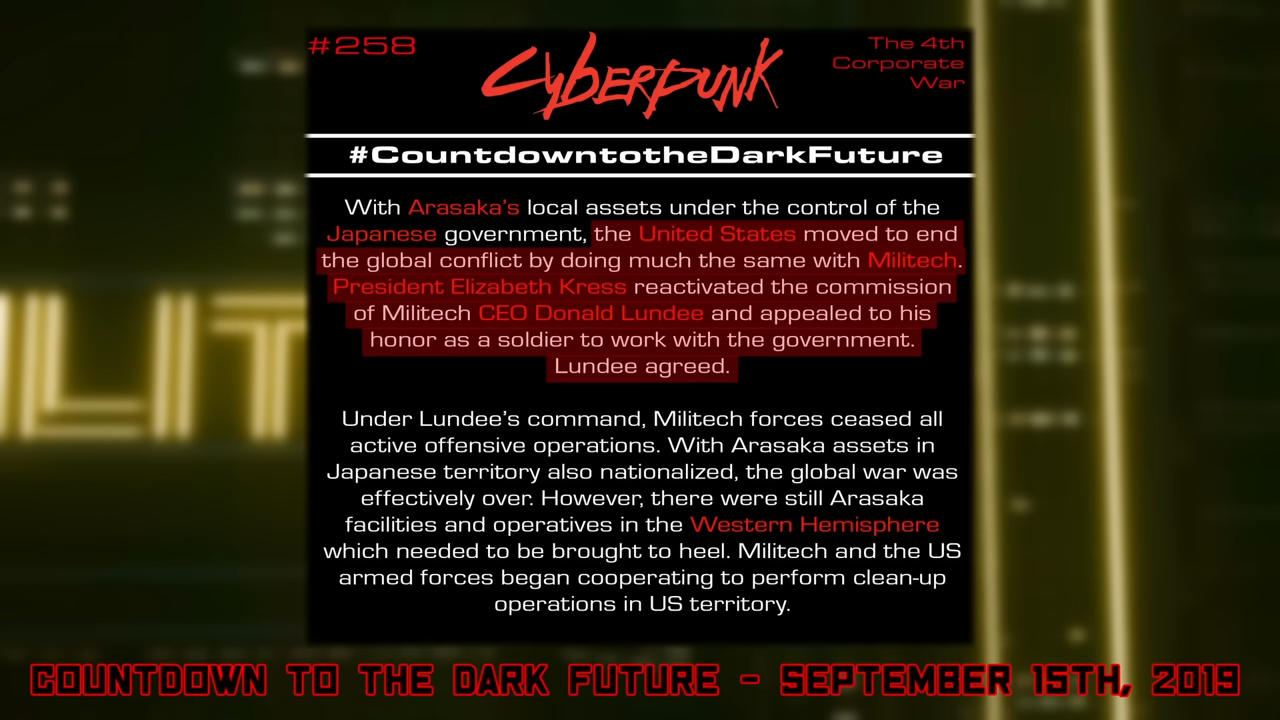 #258
Cyberpunk
The 4th
Corporate
War
#CountdowntotheDarkFuture
With Arasaka's local assets under the control of the
Japanese government, the United States moved to end
the global conflict by doing much the same with Militech.
President Elizabeth Kress reactivated the commission
of Militech CEO Donald Lundee and appealed to his
honor as a soldier to work with the government.
Lundee agreed.
Under Lundee's command, Militech forces ceased all
active offensive operations. With Arasaka assets in
Japanese territory also nationalized, the global war was
effectively over. However, there were still Arasaka
facilities and operatives in the Western Hemisphere
which needed to be brought to heel. Militech and the US
armed forces began cooperating to perform clean-up
operations in US territory.
LIT
COUNTDOWN TO THE DARK FUTURE - SEPTEMBER 15TH, 2019